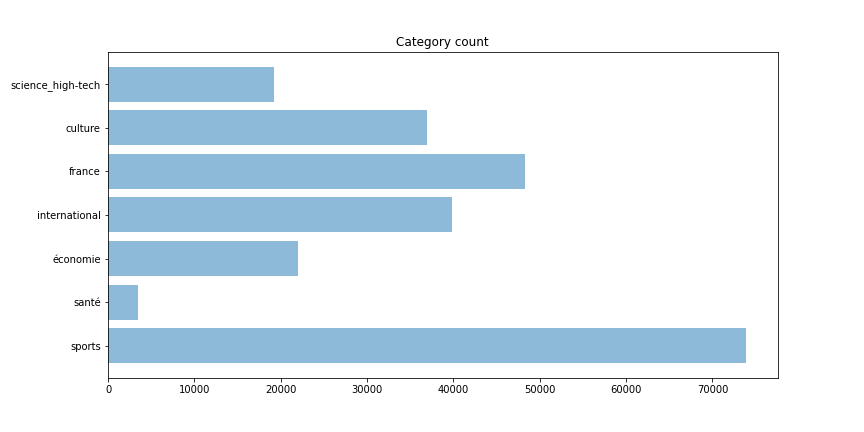 Category count
science_high-tech
culture
france
international
économie
santé
sports
0 10000 20000 30000 40000 50000 60000 70000